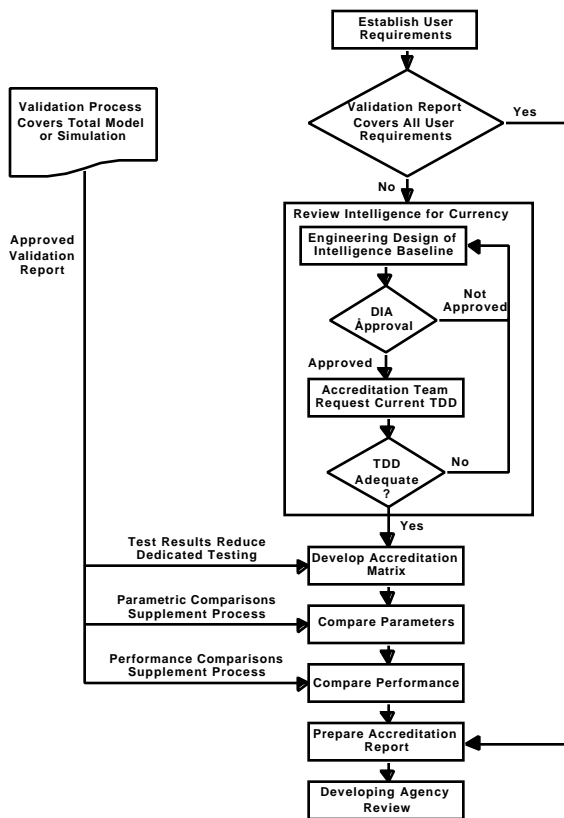 Establish User
Requirements
Validation Process
Covers Total Model
or Simulation
Validation Report
Covers All User
Requirements
Yes
No
Approved
Validation
Report
Review Intelligence for Currency
Engineering Design of
Intelligence Baseline
DIA
Approval
Not
Approved
Approved
Accreditation Team
Request Current TDD
TDD
Adequate
?
No
Yes
Test Results Reduce
Dedicated Testing
Develop Accreditation
Matrix
Parametric Comparisons
Supplement Process
Compare Parameters
Performance Comparisons
Supplement Process
Compare Performance
Prepare Accreditation
Report
Developing Agency
Review